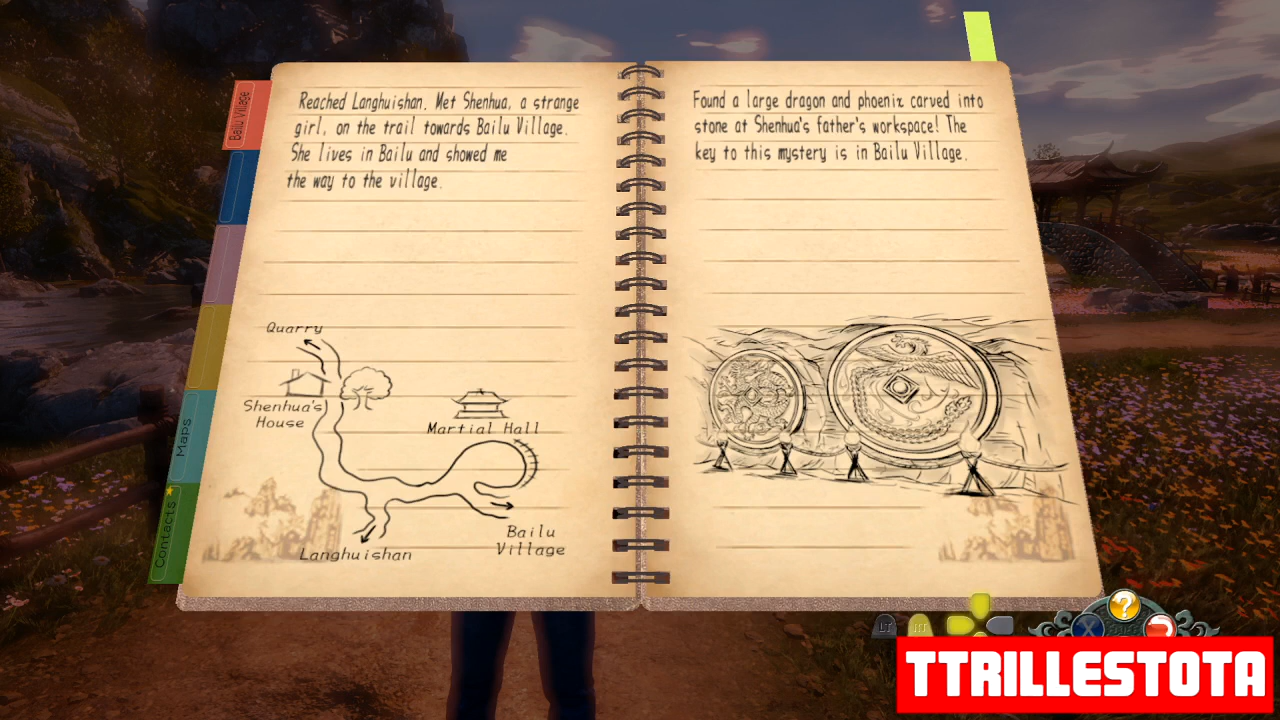 Bailu Village
Maps
Contacts
Reached Langhuishan. Met Shenhua, a strange
girl, on the trail towards Bailu Village.
She lives in Bailu and showed me
the way to the village.
Quarry
Shenhua's
House
Martial Hall
Langhuishan
Bailu
Village
Found a large dragon and phoenix carved into
stone at Shenhua's father's workspace! The
key to this mystery is in Bailu Village.
LT
RT
?
X
TTRILLESTOTA